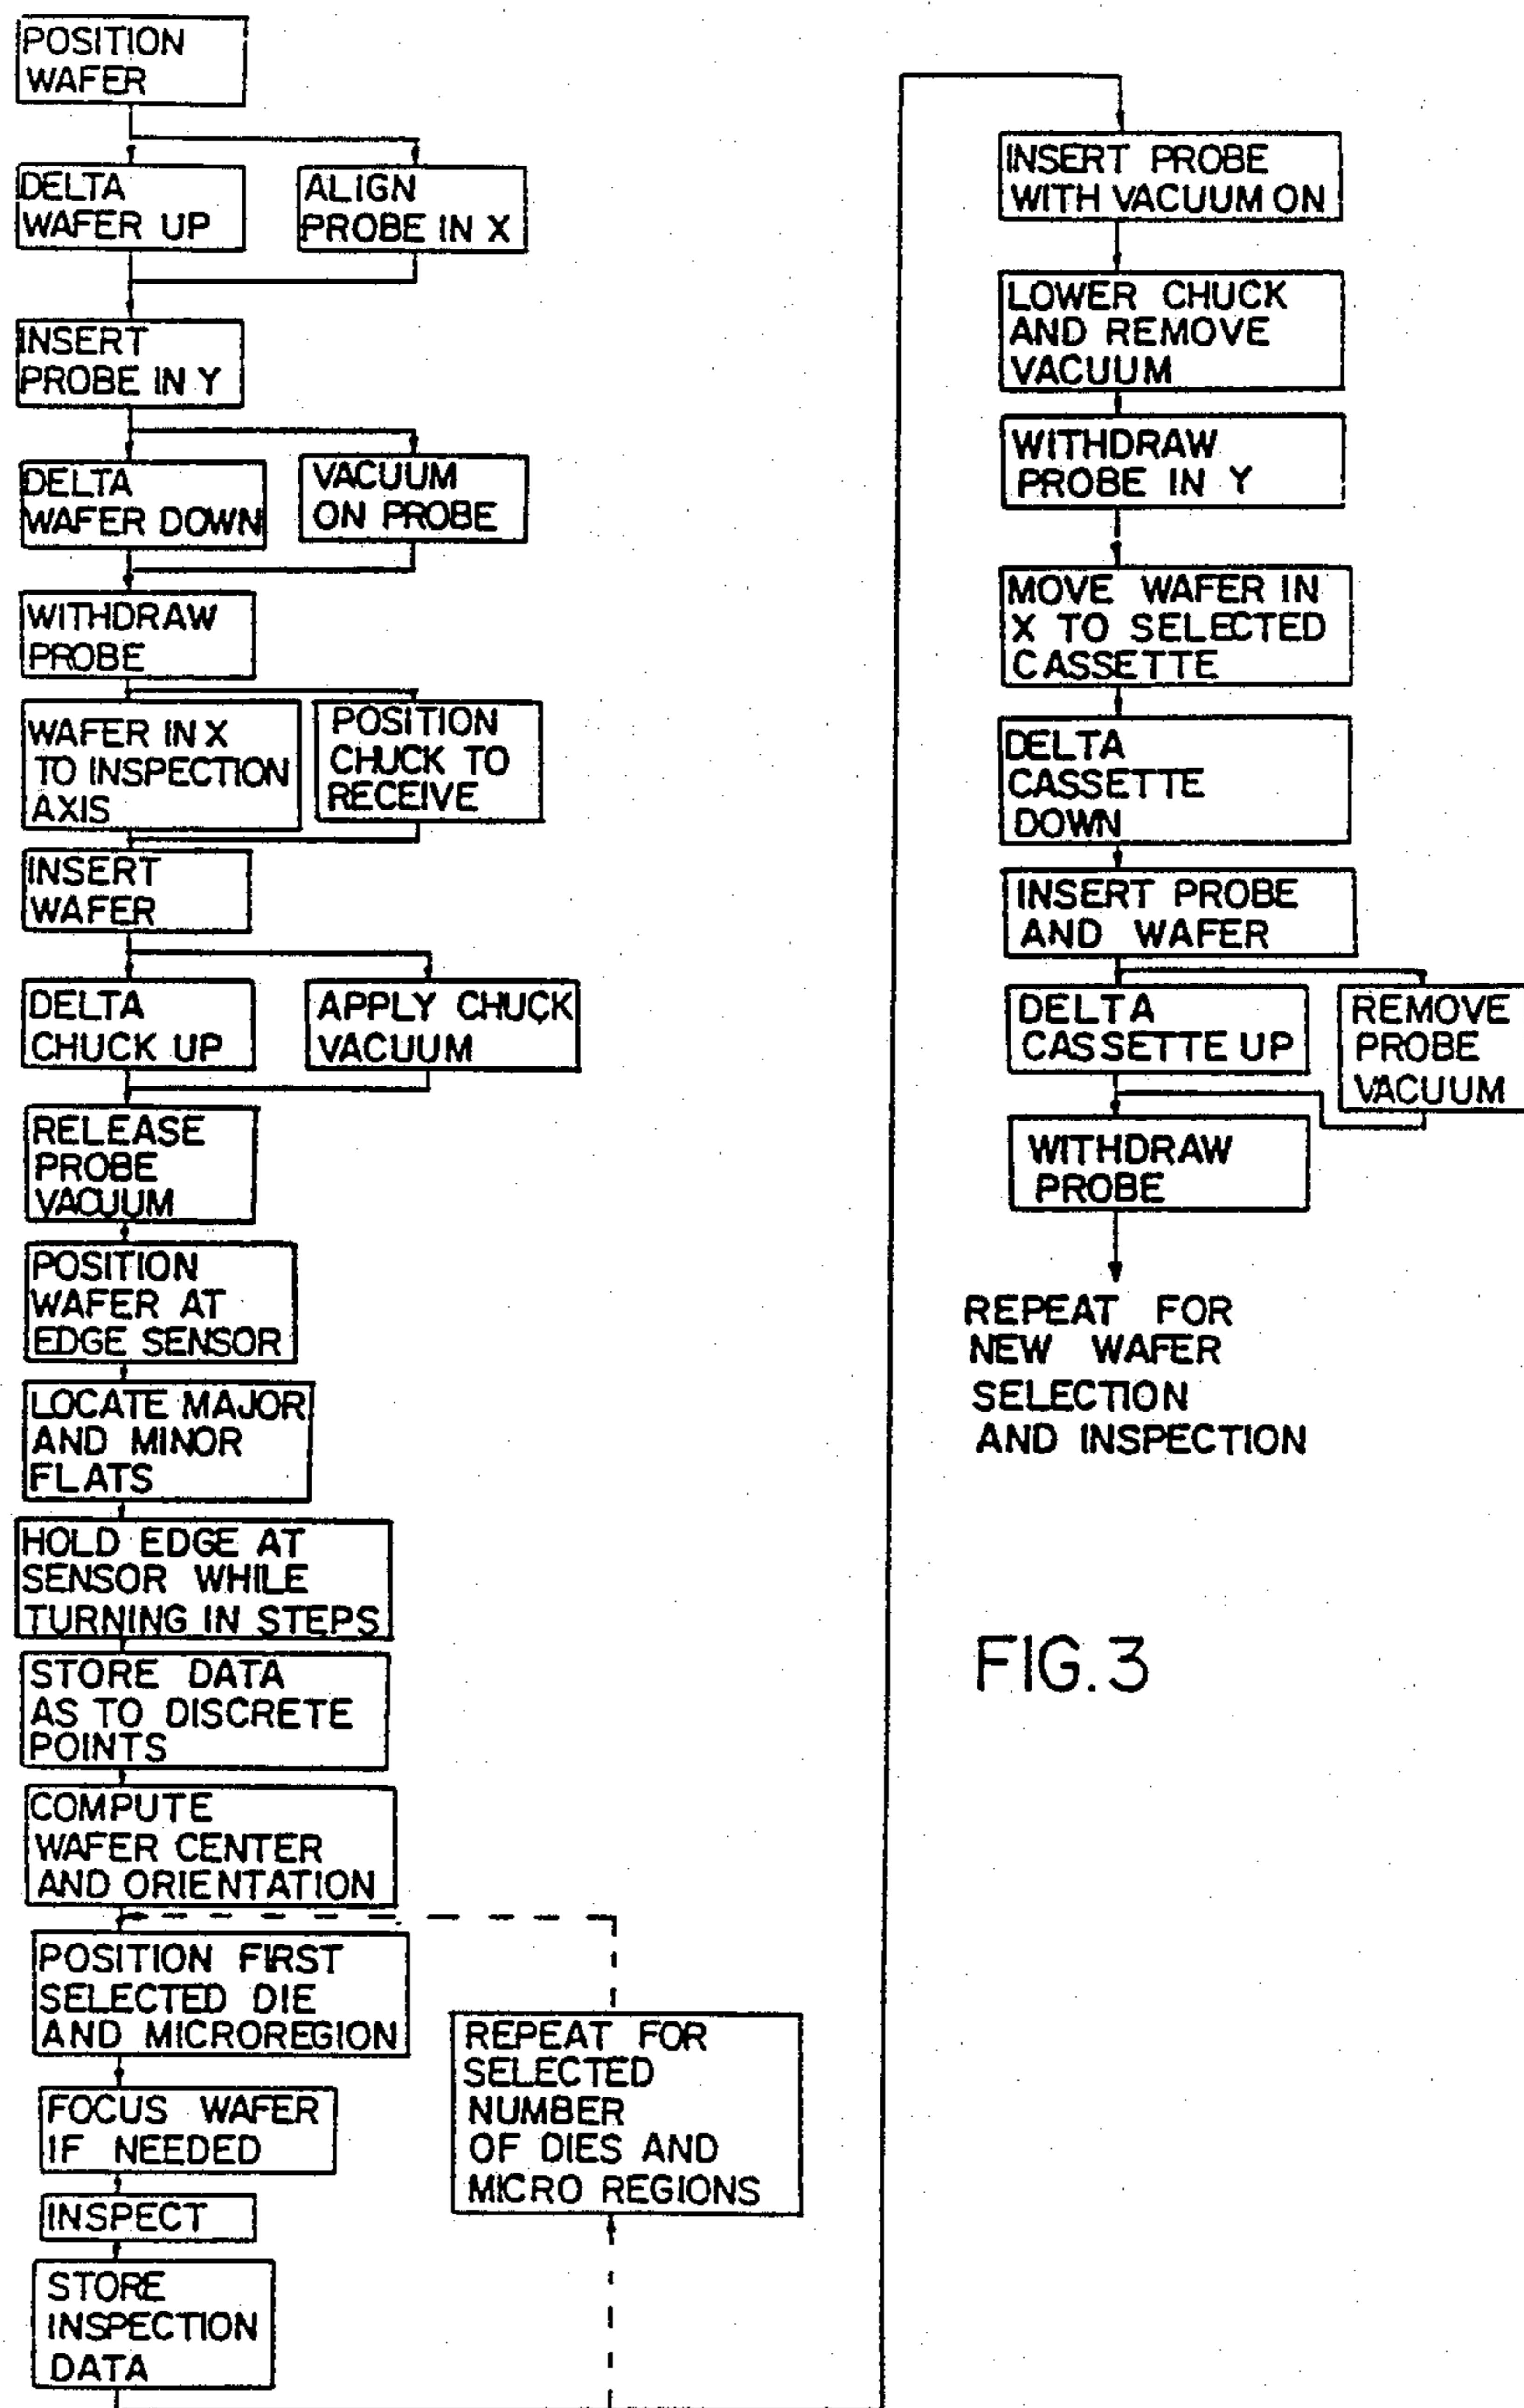 POSITION
WAFER
DELTA
WAFER UP
ALIGN
PROBE IN X
INSERT
PROBE IN Y
DELTA
WAFER DOWN
VACUUM
ON PROBE
WITHDRAW
PROBE
WAFER IN X
TO INSPECTION
AXIS
POSITION
CHUCK TO
RECEIVE
INSERT
WAFER
DELTA
CHUCK UP
APPLY CHUCK
VACUUM
RELEASE
PROBE
VACUUM
POSITION
WAFER AT
EDGE SENSOR
LOCATE MAJOR
AND MINOR
FLATS
HOLD EDGE AT
SENSOR WHILE
TURNING IN STEPS
STORE DATA
AS TO DISCRETE
POINTS
COMPUTE
WAFER CENTER
AND ORIENTATION
POSITION FIRST
SELECTED DIE
AND MICROREGION
FOCUS WAFER
IF NEEDED
INSPECT
STORE
INSPECTION
DATA
REPEAT FOR
SELECTED
NUMBER
OF DIES AND
MICRO REGIONS
INSERT PROBE
WITH VACUUM ON
LOWER CHUCK
AND REMOVE
VACUUM
WITHDRAW
PROBE IN Y
MOVE WAFER IN
X TO SELECTED
CASSETTE
DELTA
CASSETTE
DOWN
INSERT PROBE
AND WAFER
DELTA
CASSETTE UP
REMOVE
PROBE
VACUUM
WITHDRAW
PROBE
REPEAT FOR
NEW WAFER
SELECTION
AND INSPECTION
FIG. 3